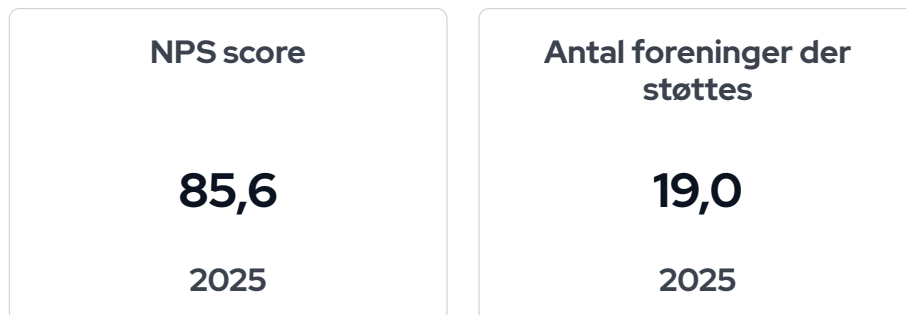 NPS score
85,6
2025
Antal foreninger der
støttes
19,0
2025